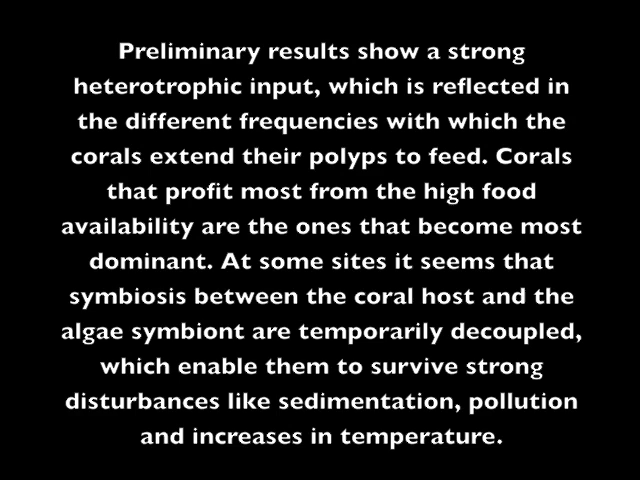 Preliminary results show a strong
heterotrophic input, which is reflected in
the different frequencies with which the
corals extend their polyps to feed. Corals
that profit most from the high food
availability are the ones that become most
dominant. At some sites it seems that
symbiosis between the coral host and the
algae symbiont are temporarily decoupled,
which enable them to survive strong
disturbances like sedimentation, pollution
and increases in temperature.